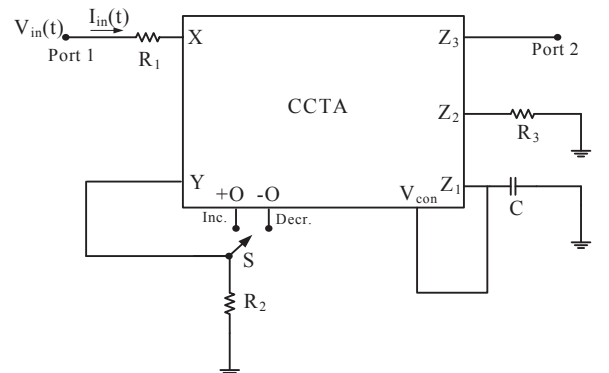 V_in(t)
I_in(t)
Port 1
R_1
X
Z_3
Port 2
CCTA
Z_2
R_3
Y
+O
-O
V_con
Z_1
C
Inc.
Decr.
S
R_2